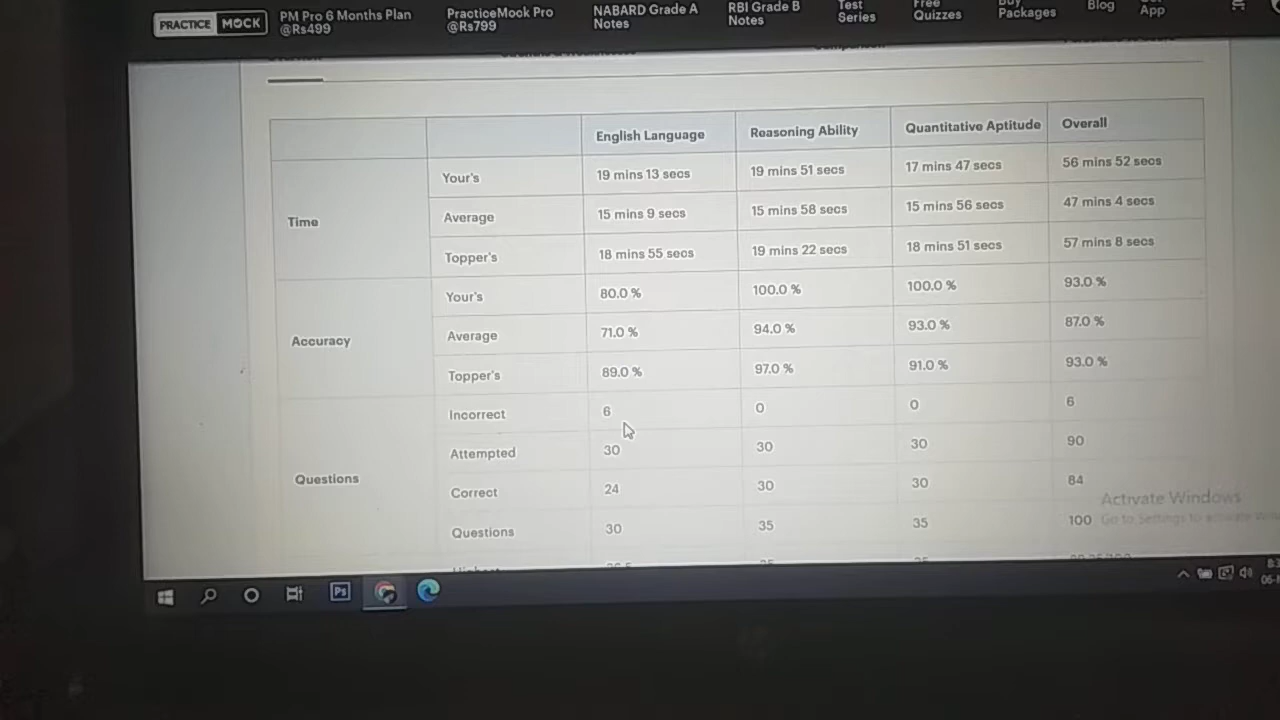 PRACTICE MOCK
PM Pro 6 Months Plan @Rs499
PracticeMock Pro @Rs799
NABARD Grade A Notes
RBI Grade B Notes
Test Series
Free Quizzes
Buy Packages
Blog
App
English Language Reasoning Ability Quantitative Aptitude Overall
Time
Your's 19 mins 13 secs 19 mins 51 secs 17 mins 47 secs 56 mins 52 secs
Average 15 mins 9 secs 15 mins 58 secs 15 mins 56 secs 47 mins 4 secs
Topper's 18 mins 55 secs 19 mins 22 secs 18 mins 51 secs 57 mins 8 secs
Accuracy
Your's 80.0 % 100.0 % 100.0 % 93.0 %
Average 71.0 % 94.0 % 93.0 % 87.0 %
Topper's 89.0 % 97.0 % 91.0 % 93.0 %
Questions
Incorrect 6 0 0 6
Attempted 30 30 30 90
Correct 24 30 30 84
Questions 30 35 35 100
Activate Windows
Go to Settings to activate
Ps